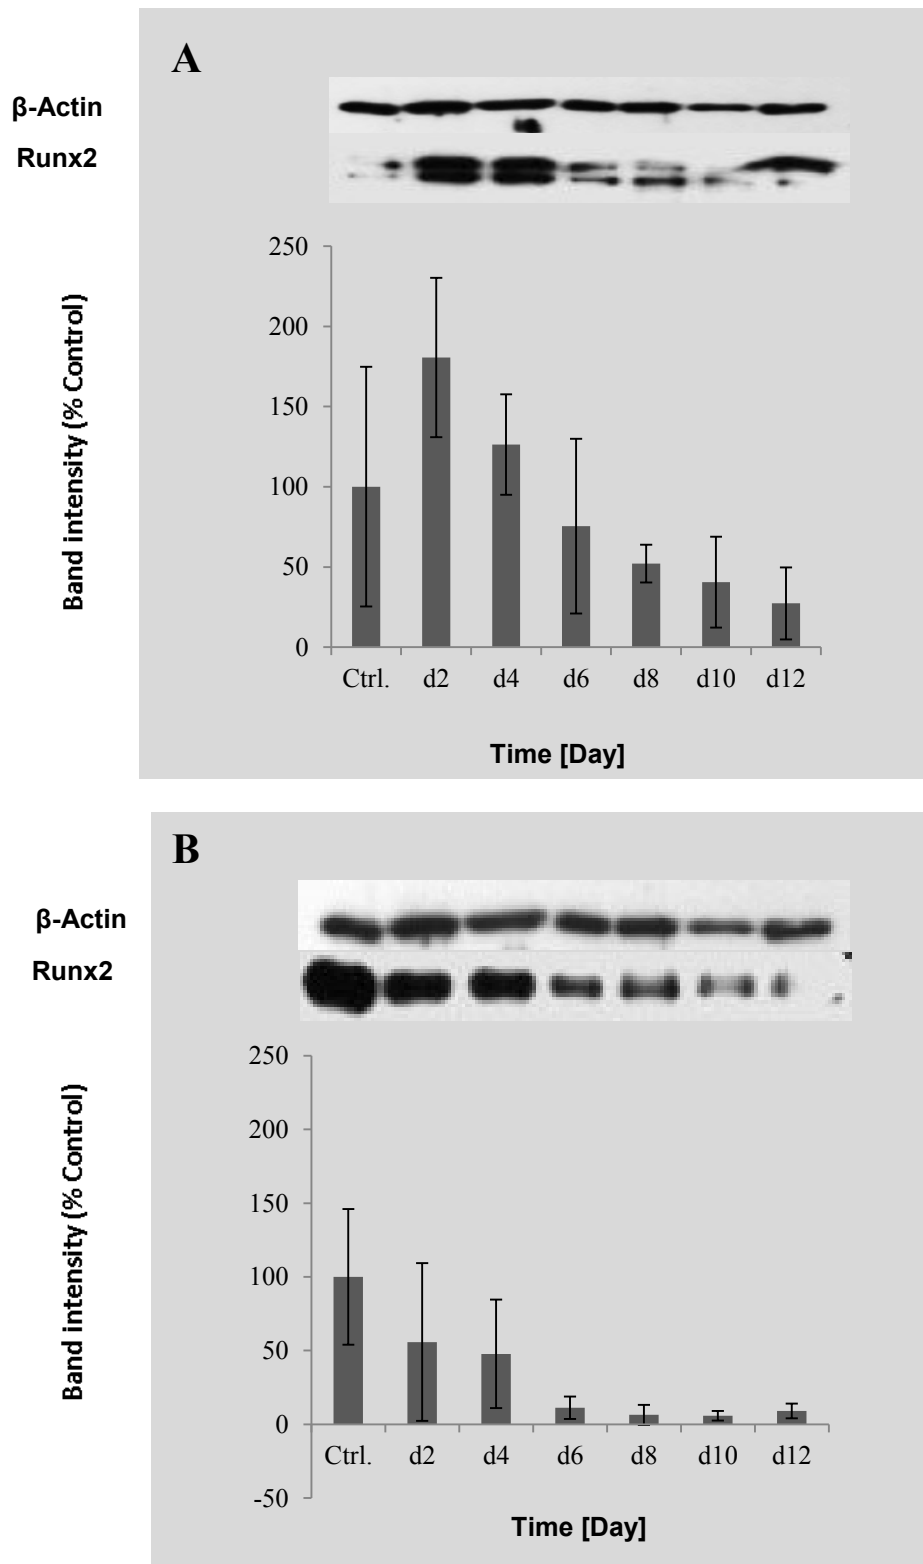 A
β-Actin
Runx2
Band intensity (% Control)
250
200
150
100
50
0
Ctrl. d2 d4 d6 d8 d10 d12
Time [Day]
B
β-Actin
Runx2
Band intensity (% Control)
250
200
150
100
50
0
Ctrl. d2 d4 d6 d8 d10 d12
-50
Time [Day]